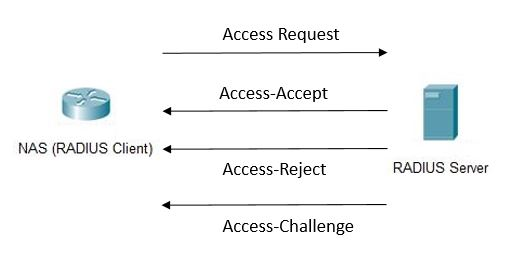 Access Request
Access-Accept
NAS (RADIUS Client)
Access-Reject
RADIUS Server
Access-Challenge